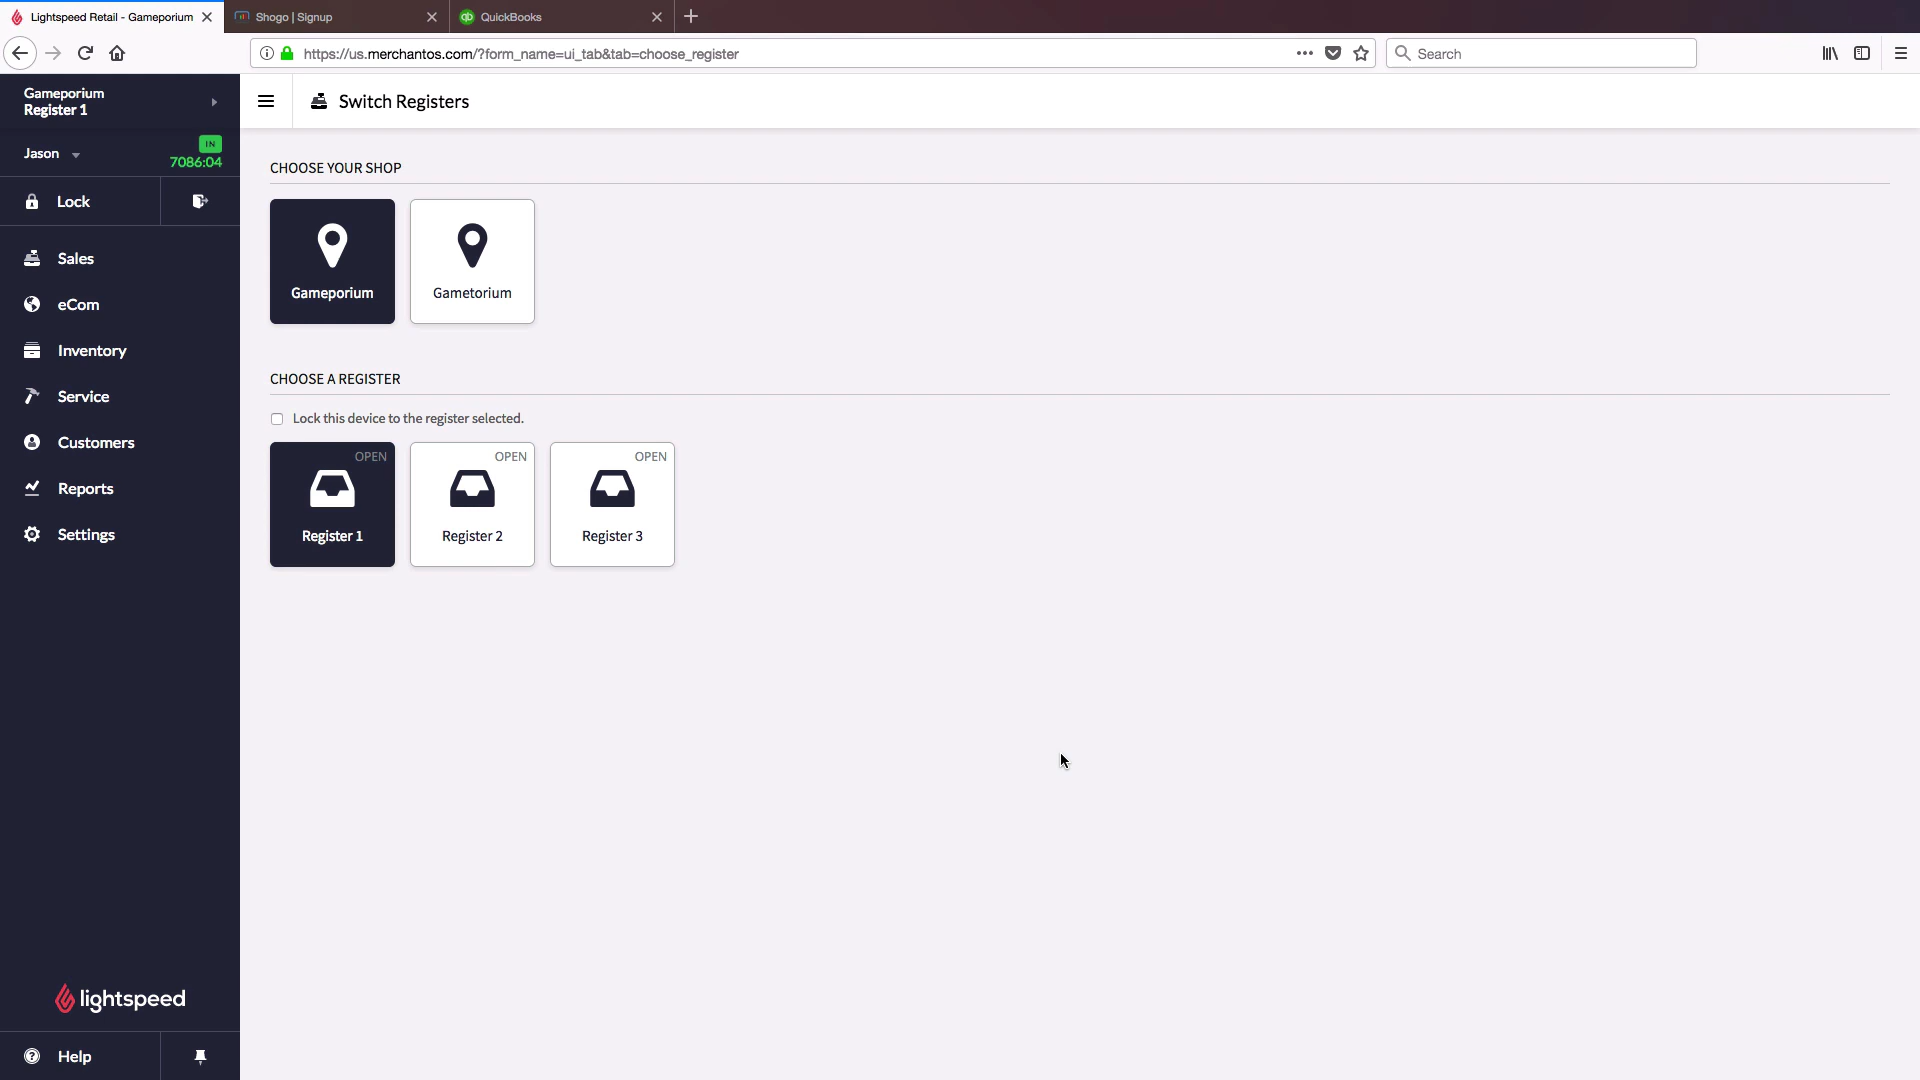 Lightspeed Retail - Gameporium
Shogo | Signup
QuickBooks
https://us.merchantos.com/?form_name=ui_tab&tab=choose_register
Search
Gameporium
Register 1
Switch Registers
Jason
IN
7086:04
Lock
Sales
eCom
Inventory
Service
Customers
Reports
Settings
CHOOSE YOUR SHOP
Gameporium
Gametorium
CHOOSE A REGISTER
Lock this device to the register selected.
OPEN
Register 1
OPEN
Register 2
OPEN
Register 3
lightspeed
Help